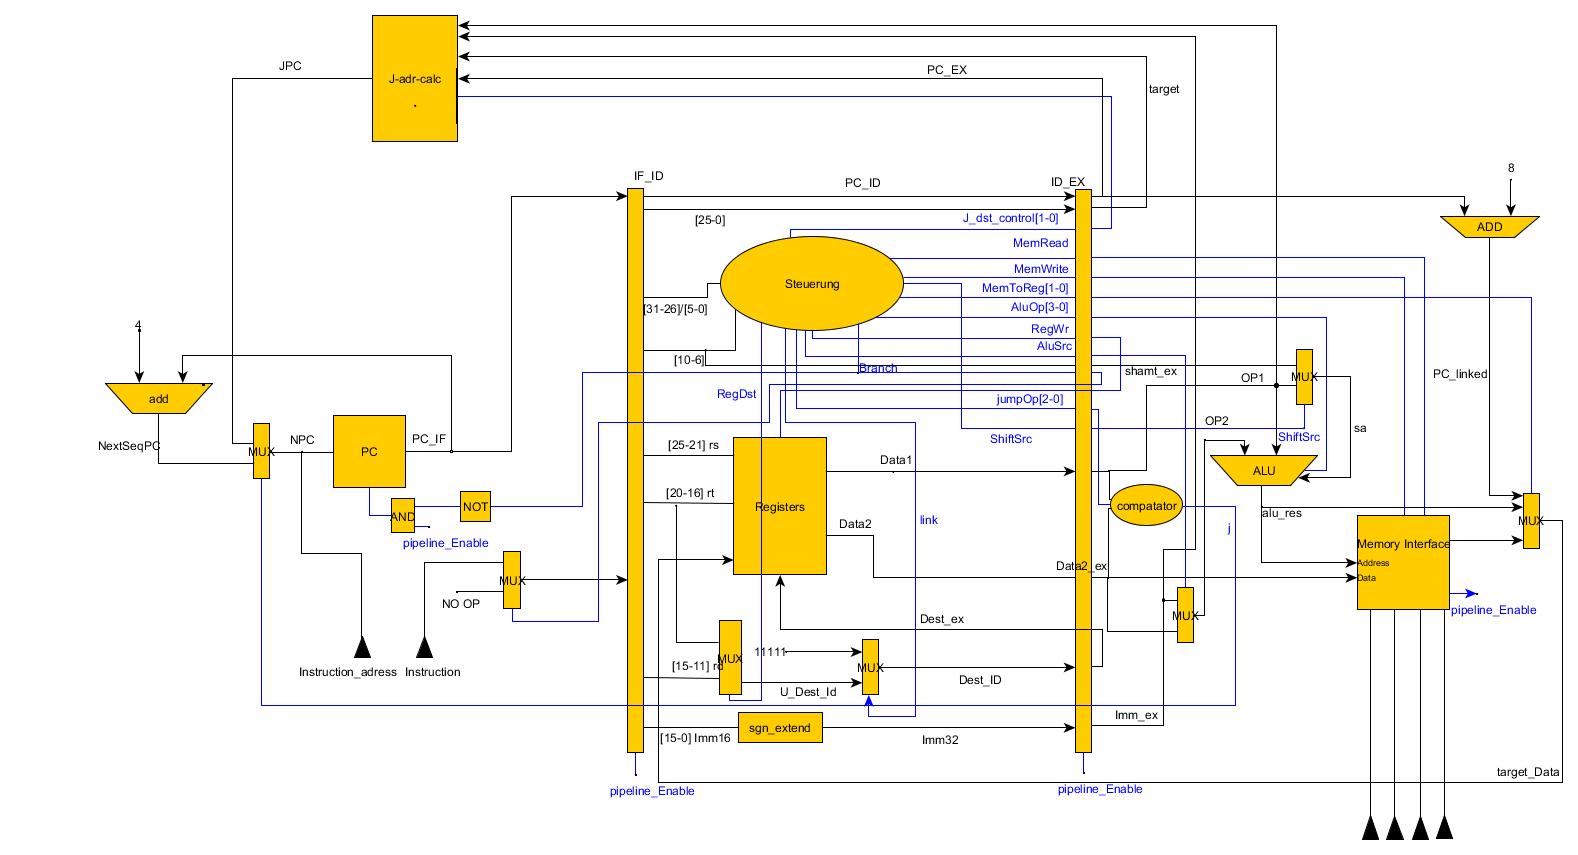 JPC
J-adr-calc
PC_EX
target
IF_ID
PC_ID
ID_EX
8
[25-0]
J_dst_control[1-0]
ADD
MemRead
MemWrite
Steuerung
MemToReg[1-0]
[31-26]/[5-0]
AluOp[3-0]
4
RegWr
AluSrc
[10-6]
Branch
shamt_ex
OP1
MUX
PC_linked
add
RegDst
jumpOp[2-0]
OP2
sa
NextSeqPC
MUX
NPC
PC
PC_IF
[25-21] rs
ShiftSrc
ShiftSrc
Data1
ALU
[20-16] rt
Registers
compatator
AND
NOT
Data2
link
alu_res
MUX
j
pipeline_Enable
Memory Interface
Address
Data
Data2_ex
MUX
NO OP
pipeline_Enable
Dest_ex
MUX
11111
MUX
[15-11] rd
MUX
Instruction_adress
Instruction
U_Dest_Id
Dest_ID
Imm_ex
sgn_extend
[15-0] Imm16
Imm32
target_Data
pipeline_Enable
pipeline_Enable